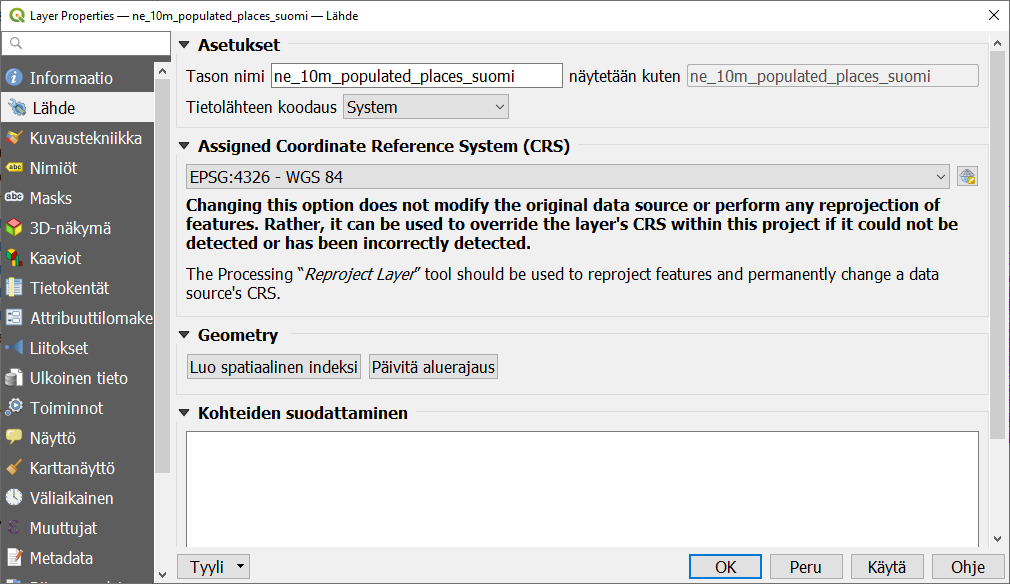 Layer Properties — ne_10m_populated_places_suomi — Lähde
Informaatio
Lähde
Kuvaustekniikka
abc Nimiöt
abc Masks
3D-näkymä
Kaaviot
Tietokentät
Attribuuttilomake
Liitokset
Ulkoinen tieto
Toiminnot
Näyttö
Karttanäyttö
Väliaikainen
Muuttujat
Metadata
Asetukset
Tason nimi ne_10m_populated_places_suomi näytetään kuten ne_10m_populated_places_suomi
Tietolähteen koodaus System
Assigned Coordinate Reference System (CRS)
EPSG:4326 - WGS 84
Changing this option does not modify the original data source or perform any reprojection of
features. Rather, it can be used to override the layer's CRS within this project if it could not be
detected or has been incorrectly detected.
The Processing “Reproject Layer” tool should be used to reproject features and permanently change a data
source's CRS.
Geometry
Luo spatiaalinen indeksi Päivitä aluerajaus
Kohteiden suodattaminen
Tyyli OK Peru Käytä Ohje